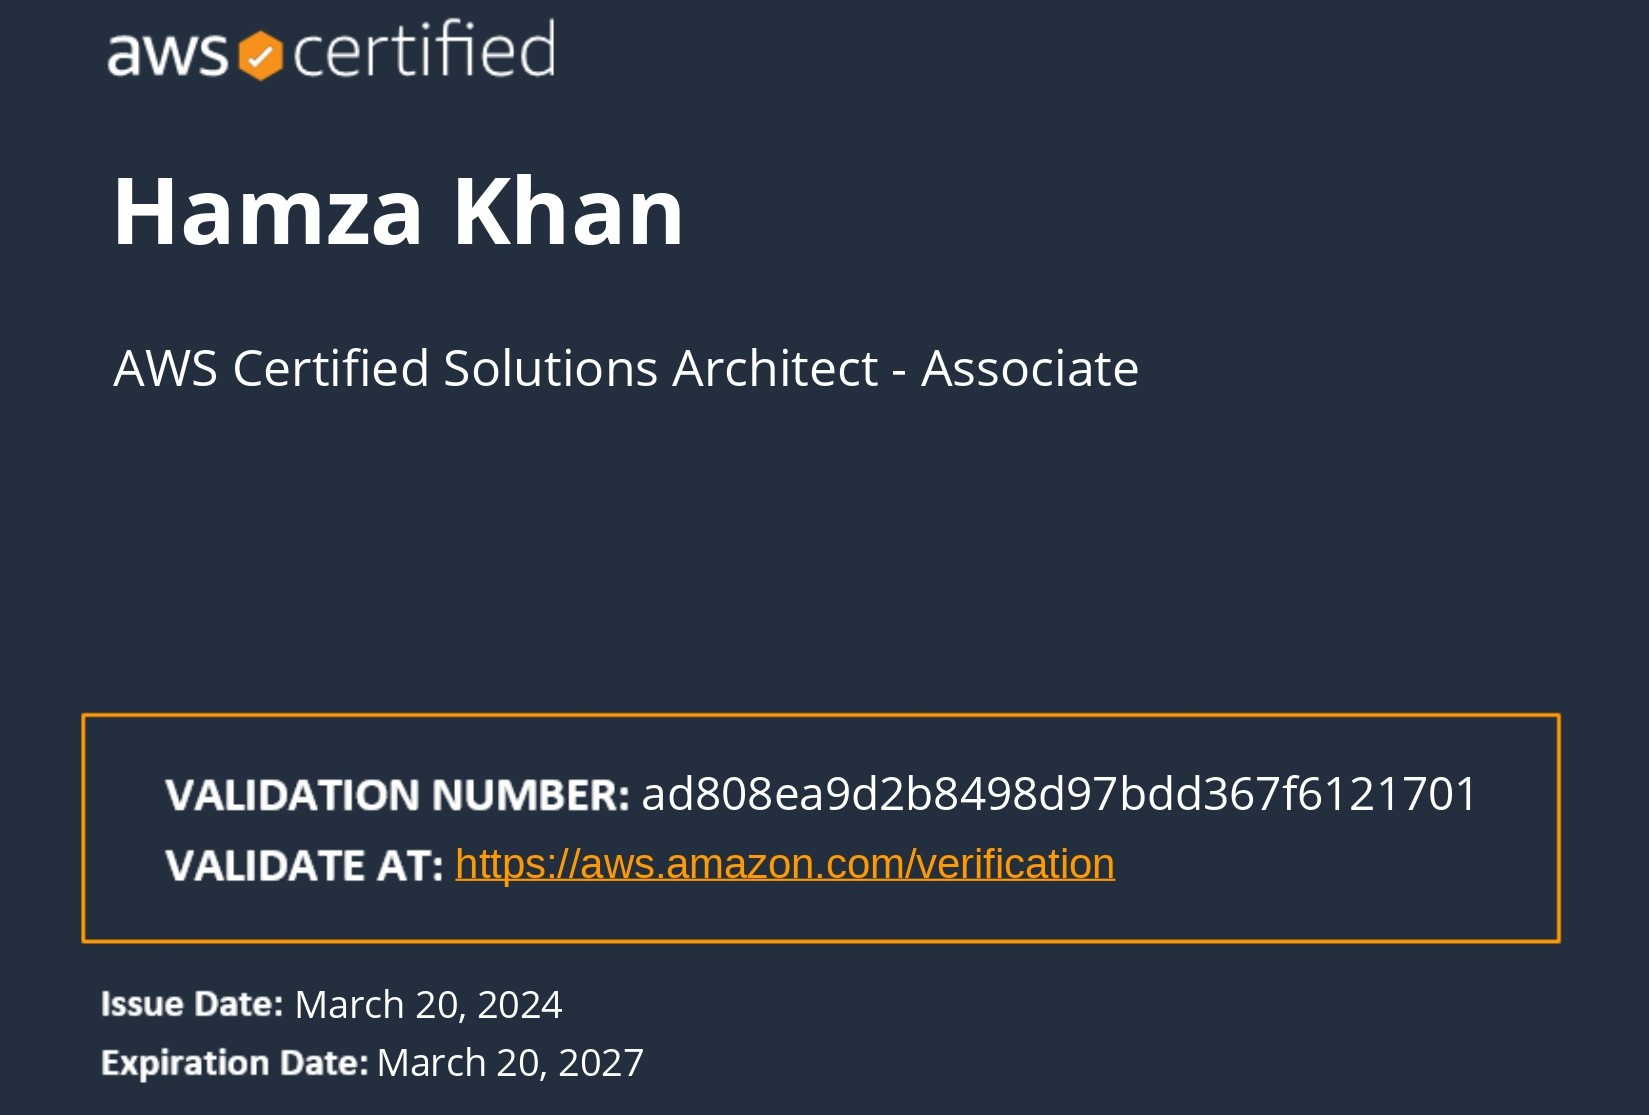 aws certified
Hamza Khan
AWS Certified Solutions Architect - Associate
VALIDATION NUMBER: ad808ea9d2b8498d97bdd367f6121701
VALIDATE AT: https://aws.amazon.com/verification
Issue Date: March 20, 2024
Expiration Date: March 20, 2027